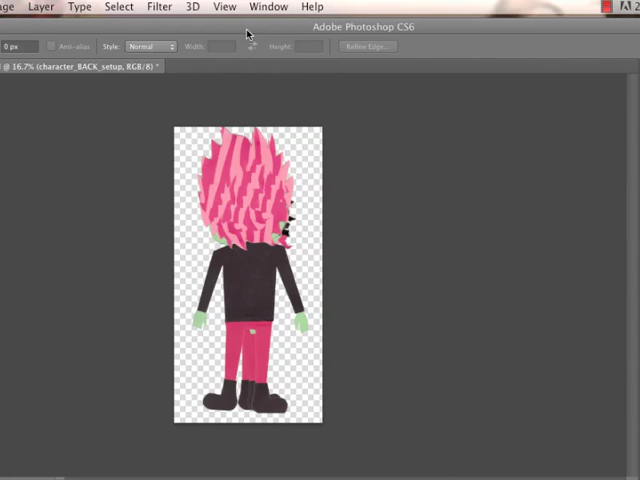 age Layer Type Select Filter 3D View Window Help
Adobe Photoshop CS6
0 px Anti-alias Style: Normal Width: Height: Refine Edge...
@ 16.7% (character_BACK_setup, RGB/8) *